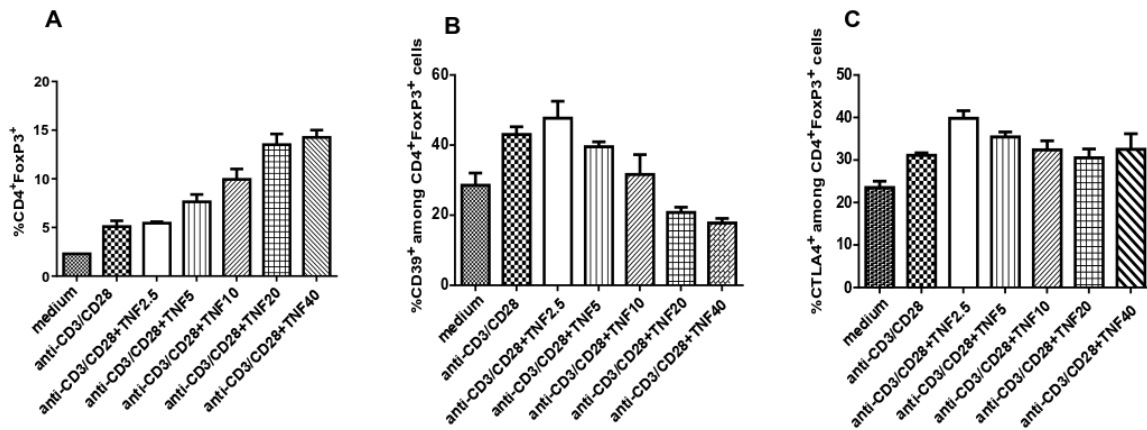 A
%CD4⁺FoxP3⁺
20
15
10
5
0
medium
anti-CD3/CD28
anti-CD3/CD28+TNF2.5
anti-CD3/CD28+TNF5
anti-CD3/CD28+TNF10
anti-CD3/CD28+TNF20
anti-CD3/CD28+TNF40
B
%CD39⁺ among CD4⁺FoxP3⁺ cells
60
40
20
0
medium
anti-CD3/CD28
anti-CD3/CD28+TNF2.5
anti-CD3/CD28+TNF5
anti-CD3/CD28+TNF10
anti-CD3/CD28+TNF20
anti-CD3/CD28+TNF40
C
%CTLA4⁺ among CD4⁺FoxP3⁺ cells
50
40
30
20
10
0
medium
anti-CD3/CD28
anti-CD3/CD28+TNF2.5
anti-CD3/CD28+TNF5
anti-CD3/CD28+TNF10
anti-CD3/CD28+TNF20
anti-CD3/CD28+TNF40